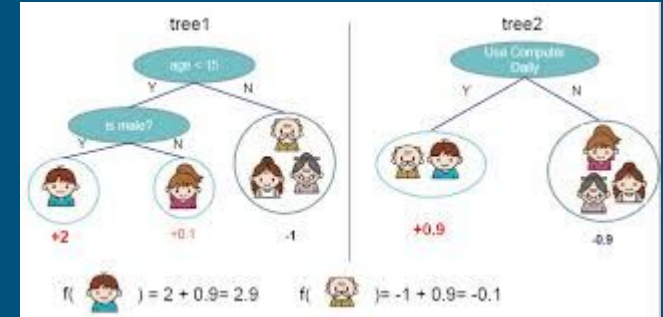 tree1
age < 15
Y
N
is male?
Y
N
+2
+0.1
-1
tree2
Use Computer
Daily
Y
N
+0.9
-0.9
f( ) = 2 + 0.9= 2.9
f( )= -1 + 0.9= -0.1